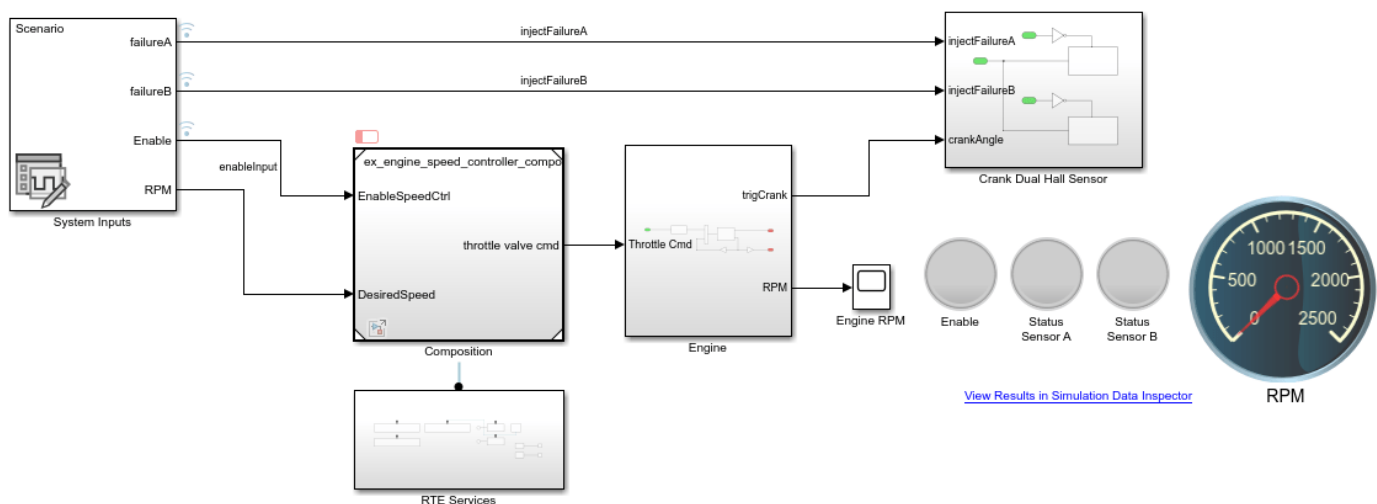 Scenario
failureA
failureB
Enable
RPM
System Inputs
injectFailureA
injectFailureB
enableInput
ex_engine_speed_controller_compo
EnableSpeedCtrl
throttle valve cmd
DesiredSpeed
Composition
RTE Services
trigCrank
Throttle Cmd
RPM
Engine
Engine RPM
injectFailureA
injectFailureB
crankAngle
Crank Dual Hall Sensor
Enable
Status
Sensor A
Status
Sensor B
View Results in Simulation Data Inspector
0
500
1000
1500
2000
2500
RPM